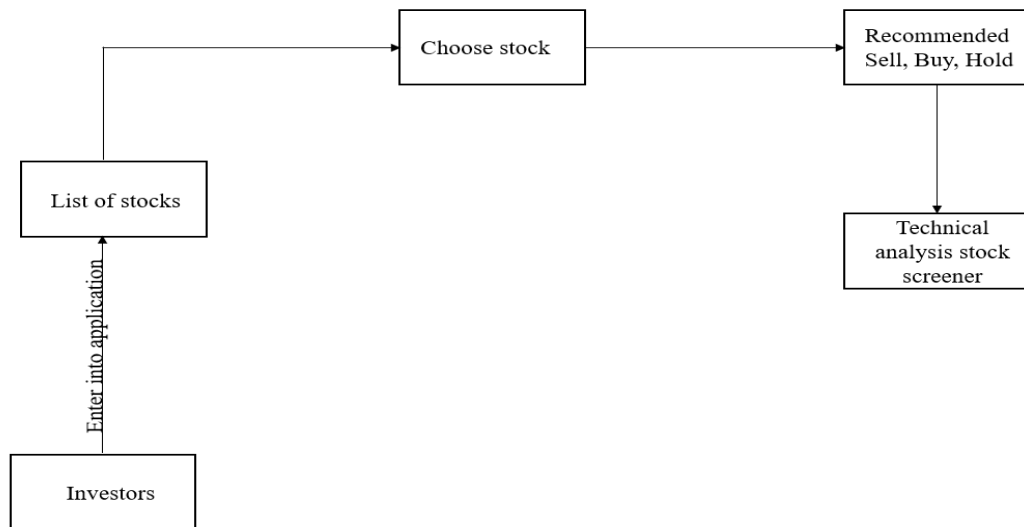 Choose stock
Recommended
Sell, Buy, Hold
List of stocks
Technical
analysis stock
screener
Enter into application
Investors